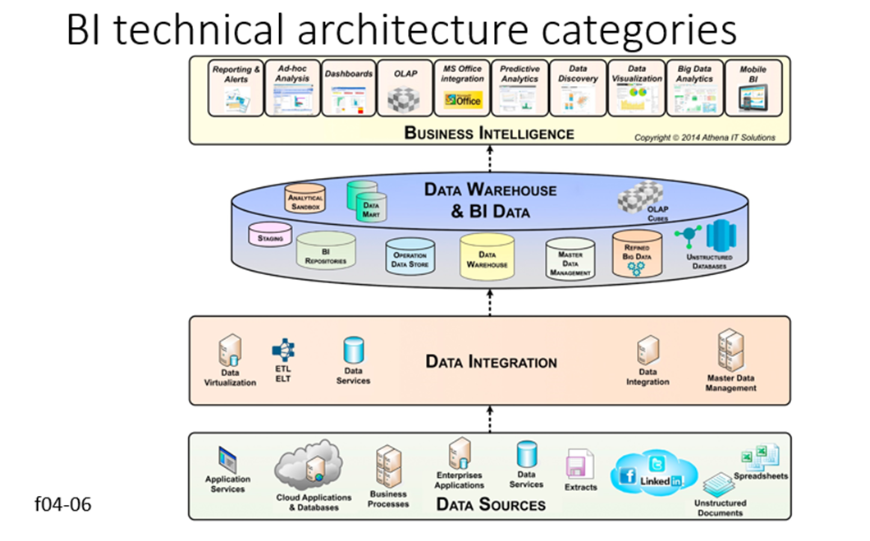 BI technical architecture categories
Reporting & Alerts
Ad-hoc Analysis
Dashboards
OLAP
MS Office integration
Office
Predictive Analytics
Data Discovery
Data Visualization
Big Data Analytics
Mobile BI
BUSINESS INTELLIGENCE
Copyright © 2014 Athena IT Solutions
DATA WAREHOUSE
& BI DATA
ANALYTICAL SANDBOX
DATA MART
OLAP CUBES
STAGING
BI REPOSITORIES
OPERATION DATA STORE
DATA WAREHOUSE
MASTER DATA MANAGEMENT
REFINED BIG DATA
UNSTRUCTURED DATABASES
Data Virtualization
ETL ELT
Data Services
DATA INTEGRATION
Data Integration
Master Data Management
Application Services
Cloud Applications & Databases
Business Processes
Enterprises Applications
Data Services
Extracts
f
t
Linked in
Unstructured Documents
Spreadsheets
DATA SOURCES
f04-06